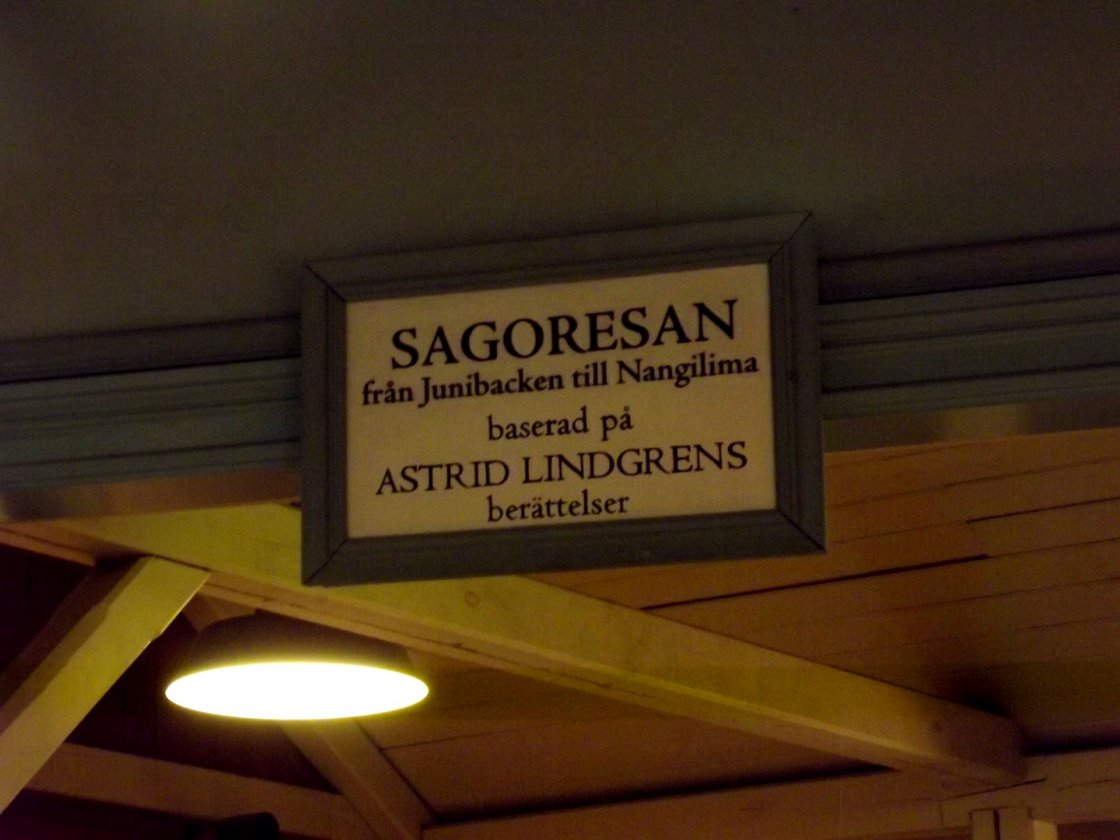 SAGORESAN
från Junibacken till Nangilima
baserad på
ASTRID LINDGRENS
berättelser